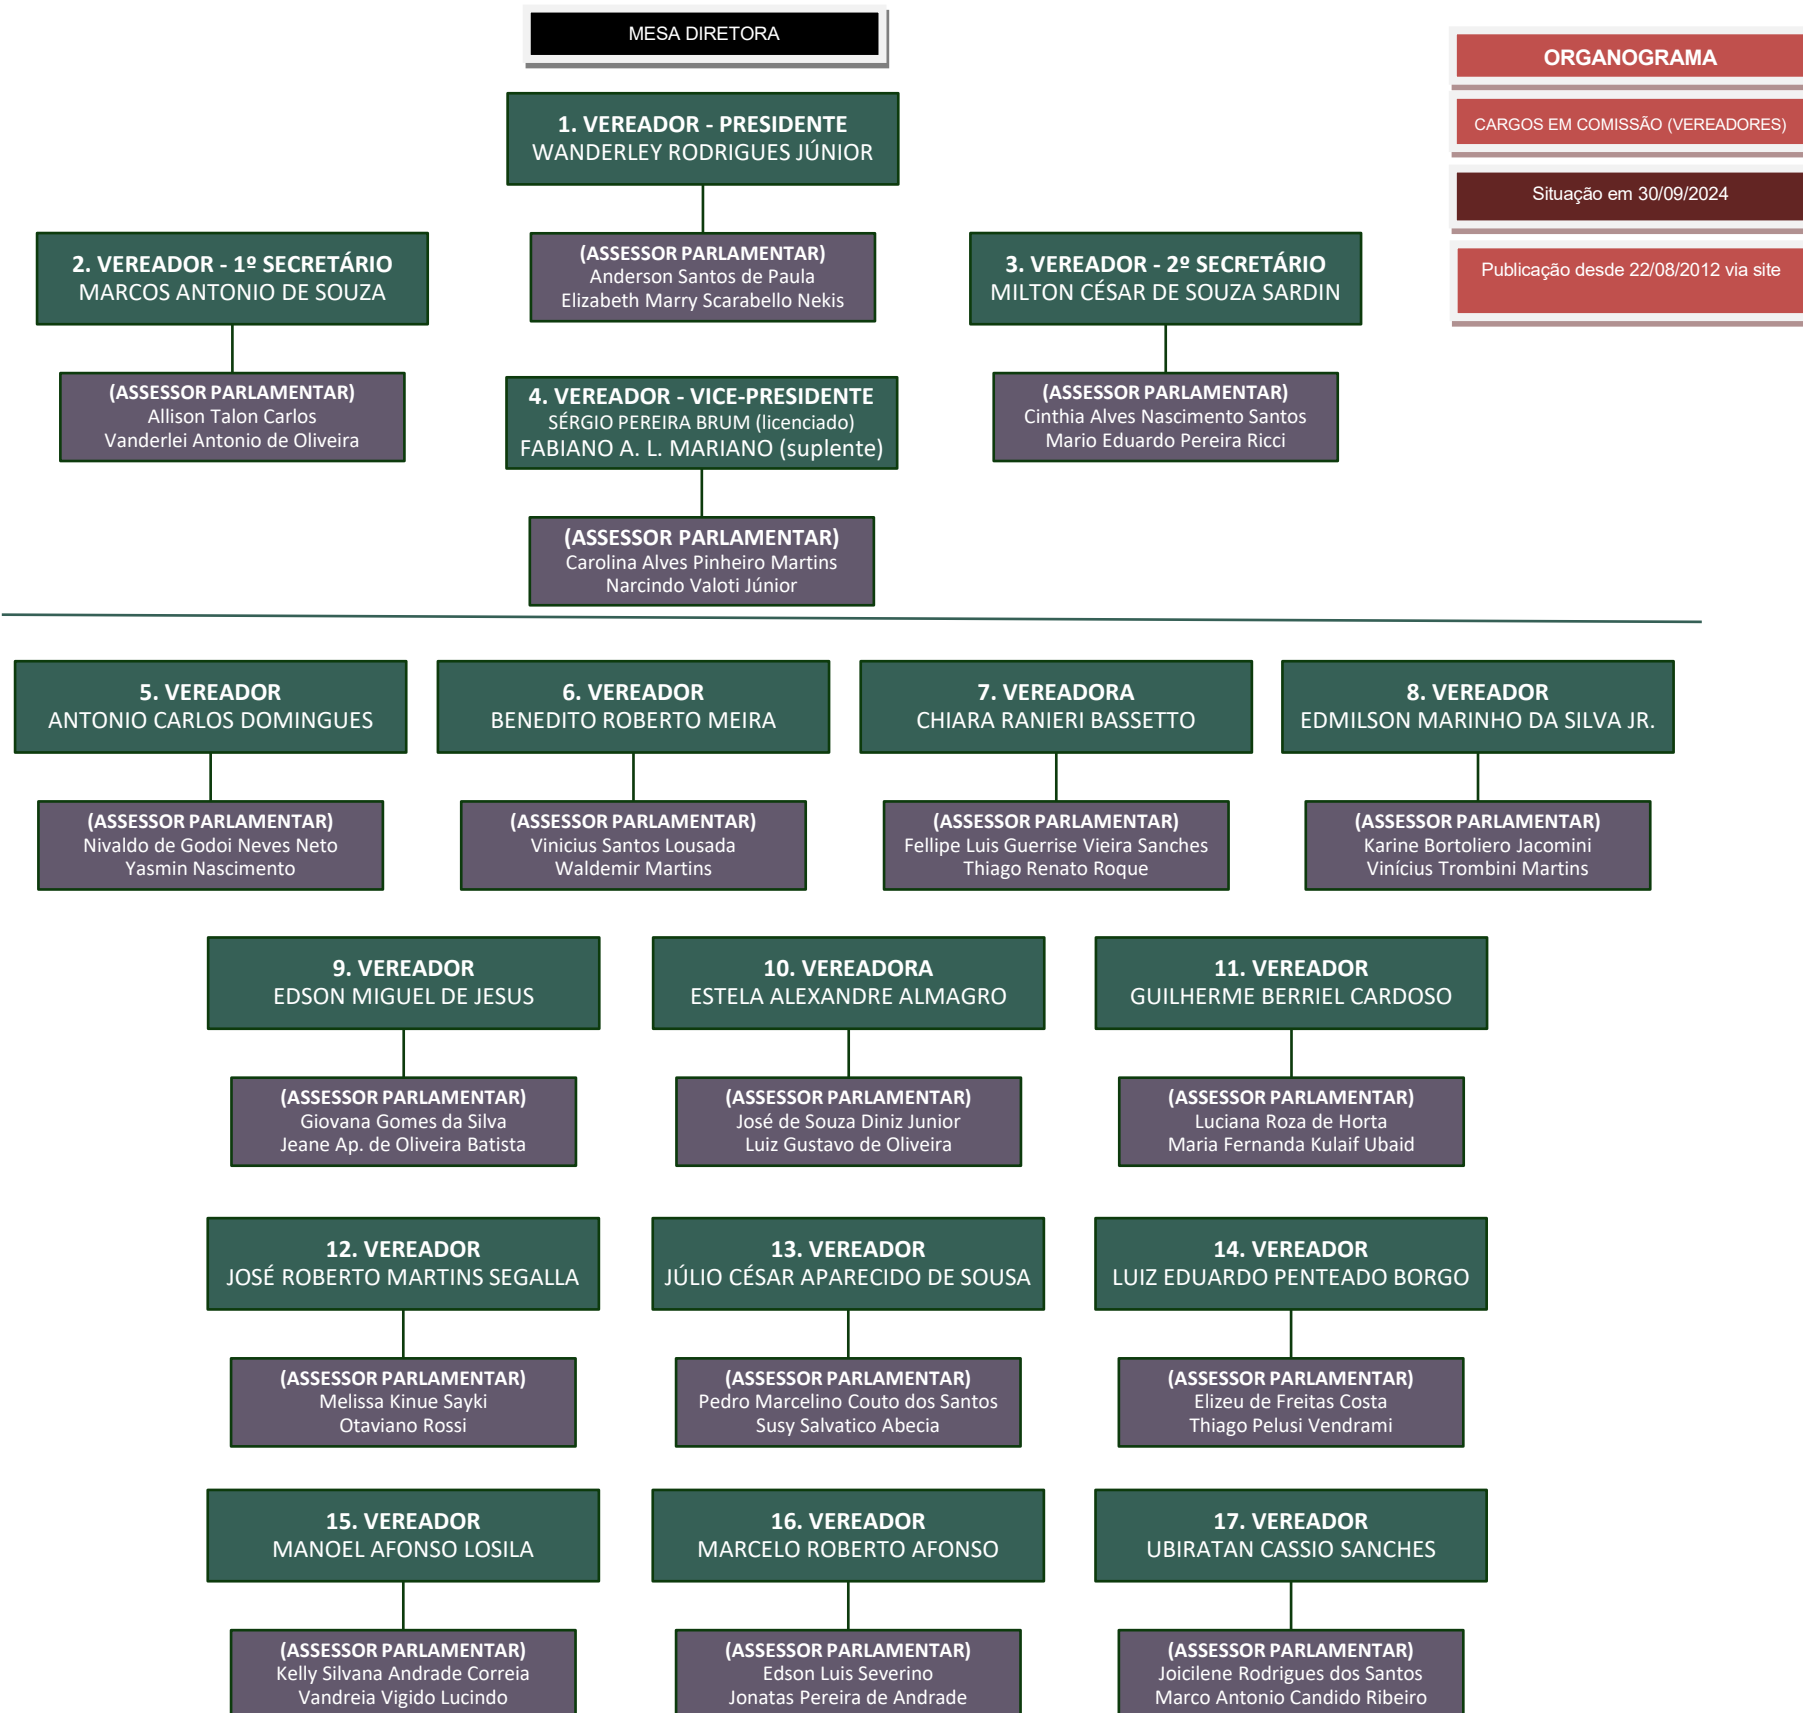 MESA DIRETORA
ORGANOGRAMA
CARGOS EM COMISSÃO (VEREADORES)
Situação em 30/09/2024
Publicação desde 22/08/2012 via site
1. VEREADOR - PRESIDENTE
WANDERLEY RODRIGUES JÚNIOR
(ASSESSOR PARLAMENTAR)
Anderson Santos de Paula
Elizabeth Marry Scarabello Nekis
2. VEREADOR - 1º SECRETÁRIO
MARCOS ANTONIO DE SOUZA
(ASSESSOR PARLAMENTAR)
Allison Talon Carlos
Vanderlei Antonio de Oliveira
3. VEREADOR - 2º SECRETÁRIO
MILTON CÉSAR DE SOUZA SARDIN
(ASSESSOR PARLAMENTAR)
Cinthia Alves Nascimento Santos
Mario Eduardo Pereira Ricci
4. VEREADOR - VICE-PRESIDENTE
SÉRGIO PEREIRA BRUM (licenciado)
FABIANO A. L. MARIANO (suplente)
(ASSESSOR PARLAMENTAR)
Carolina Alves Pinheiro Martins
Narcindo Valoti Júnior
5. VEREADOR
ANTONIO CARLOS DOMINGUES
(ASSESSOR PARLAMENTAR)
Nivaldo de Godoi Neves Neto
Yasmin Nascimento
6. VEREADOR
BENEDITO ROBERTO MEIRA
(ASSESSOR PARLAMENTAR)
Vinicius Santos Lousada
Waldemir Martins
7. VEREADORA
CHIARA RANIERI BASSETTO
(ASSESSOR PARLAMENTAR)
Fellipe Luis Guerrise Vieira Sanches
Thiago Renato Roque
8. VEREADOR
EDMILSON MARINHO DA SILVA JR.
(ASSESSOR PARLAMENTAR)
Karine Bortoliero Jacomini
Vinícius Trombini Martins
9. VEREADOR
EDSON MIGUEL DE JESUS
(ASSESSOR PARLAMENTAR)
Giovana Gomes da Silva
Jeane Ap. de Oliveira Batista
10. VEREADORA
ESTELA ALEXANDRE ALMAGRO
(ASSESSOR PARLAMENTAR)
José de Souza Diniz Junior
Luiz Gustavo de Oliveira
11. VEREADOR
GUILHERME BERRIEL CARDOSO
(ASSESSOR PARLAMENTAR)
Luciana Roza de Horta
Maria Fernanda Kulaif Ubaid
12. VEREADOR
JOSÉ ROBERTO MARTINS SEGALLA
(ASSESSOR PARLAMENTAR)
Melissa Kinue Sayki
Otaviano Rossi
13. VEREADOR
JÚLIO CÉSAR APARECIDO DE SOUSA
(ASSESSOR PARLAMENTAR)
Pedro Marcelino Couto dos Santos
Susy Salvatico Abecia
14. VEREADOR
LUIZ EDUARDO PENTEADO BORGO
(ASSESSOR PARLAMENTAR)
Elizeu de Freitas Costa
Thiago Pelusi Vendrami
15. VEREADOR
MANOEL AFONSO LOSILA
(ASSESSOR PARLAMENTAR)
Kelly Silvana Andrade Correia
Vandreia Vigido Lucindo
16. VEREADOR
MARCELO ROBERTO AFONSO
(ASSESSOR PARLAMENTAR)
Edson Luis Severino
Jonatas Pereira de Andrade
17. VEREADOR
UBIRATAN CASSIO SANCHES
(ASSESSOR PARLAMENTAR)
Joicilene Rodrigues dos Santos
Marco Antonio Candido Ribeiro